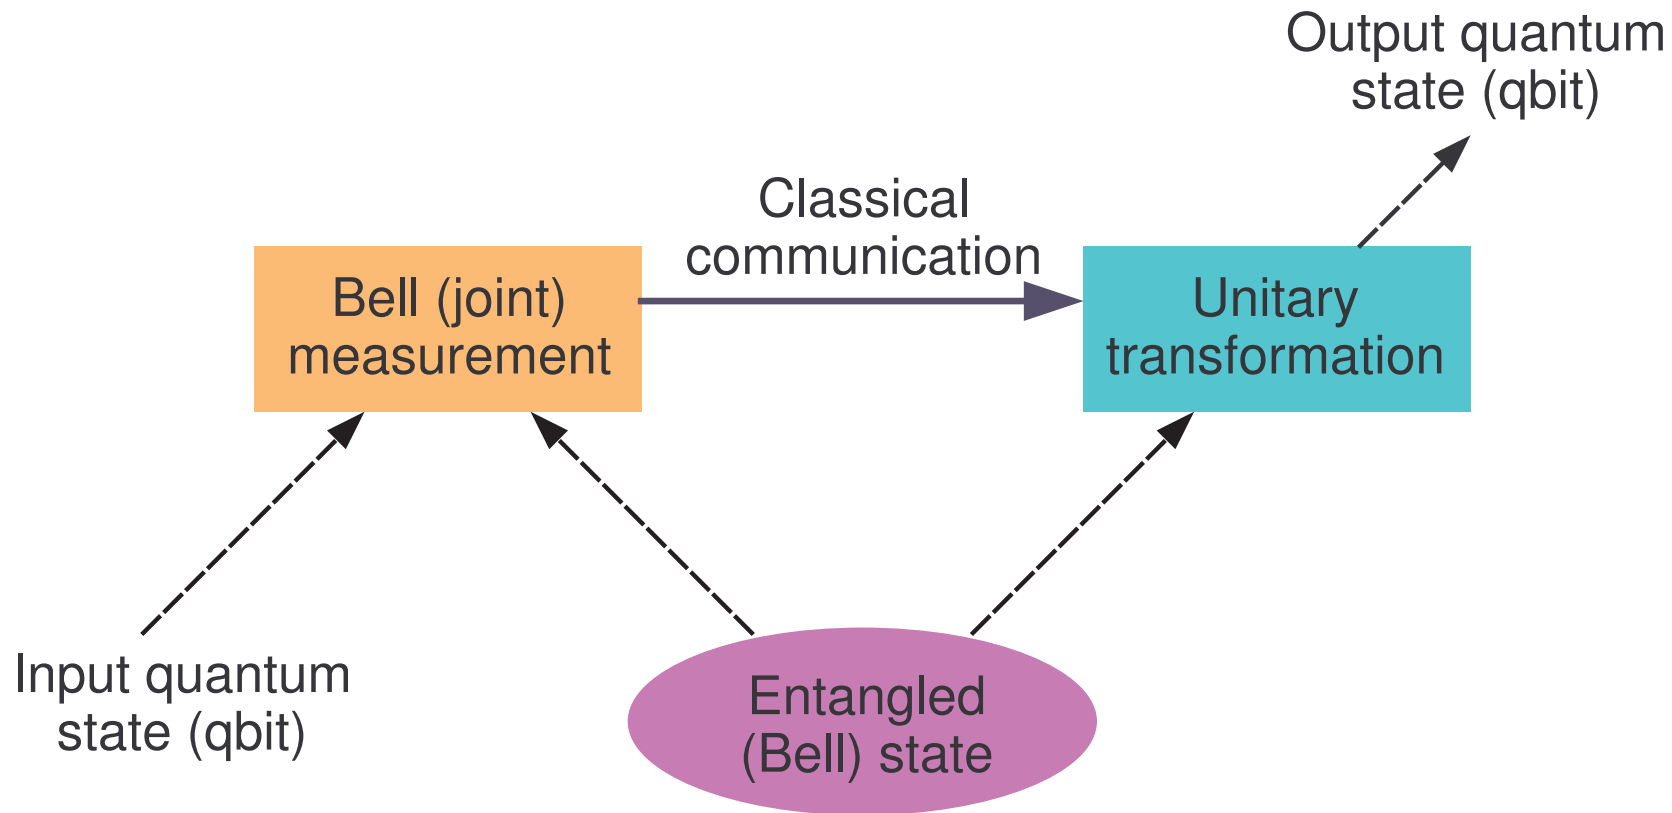 Output quantum
state (qbit)
Classical
communication
Bell (joint)
measurement
Unitary
transformation
Input quantum
state (qbit)
Entangled
(Bell) state